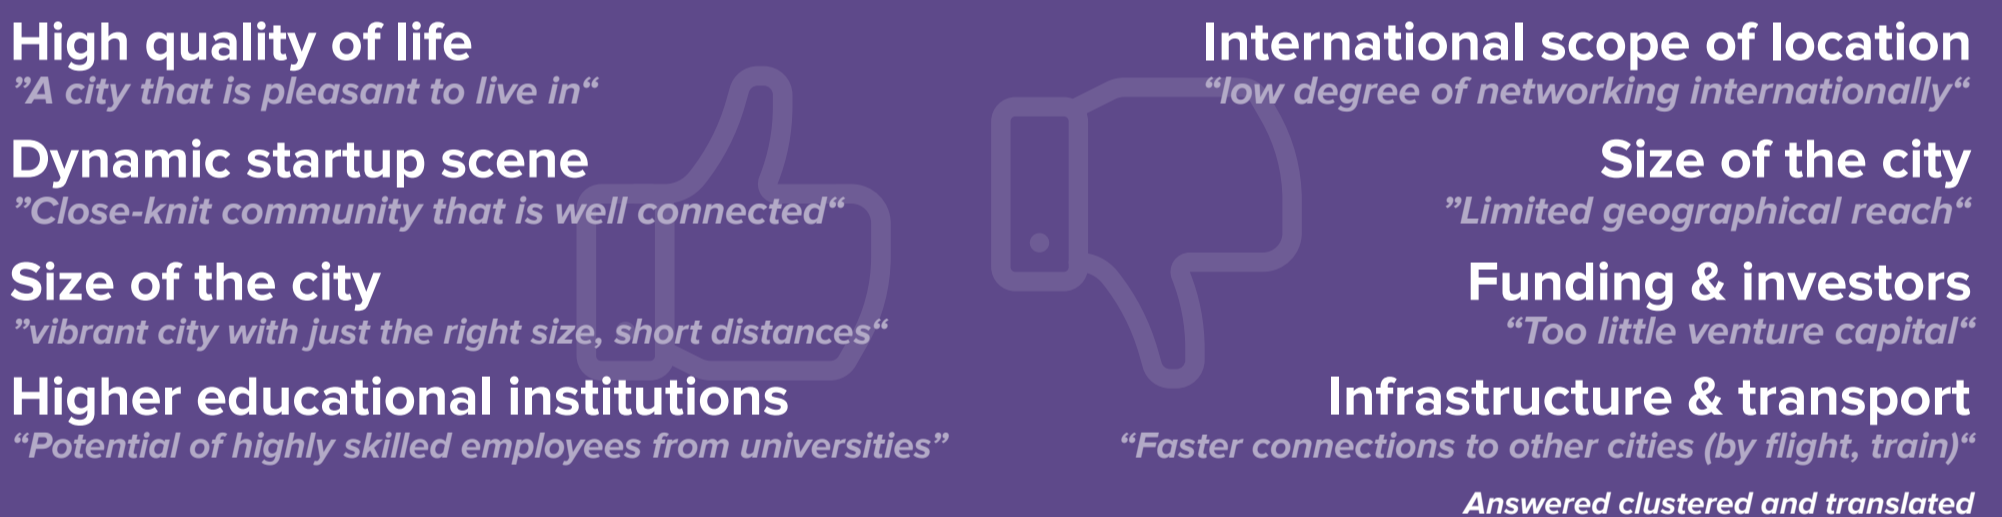 High quality of life
”A city that is pleasant to live in“
Dynamic startup scene
”Close-knit community that is well connected“
Size of the city
”vibrant city with just the right size, short distances“
Higher educational institutions
“Potential of highly skilled employees from universities”
International scope of location
“low degree of networking internationally“
Size of the city
”Limited geographical reach“
Funding & investors
“Too little venture capital“
Infrastructure & transport
“Faster connections to other cities (by flight, train)“
Answered clustered and translated